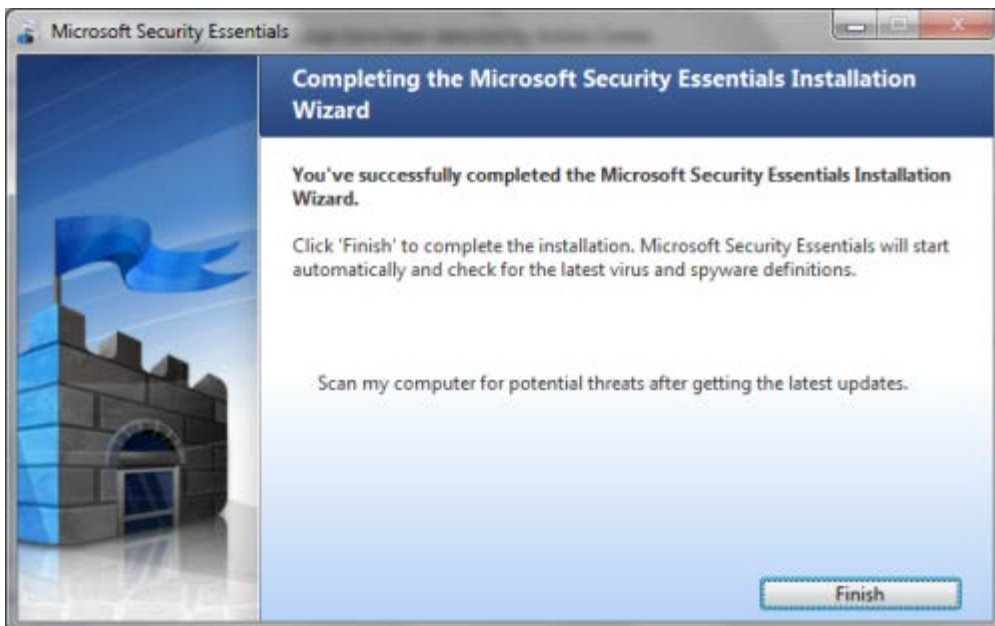 Microsoft Security Essentials
Completing the Microsoft Security Essentials Installation
Wizard
You've successfully completed the Microsoft Security Essentials Installation
Wizard.
Click 'Finish' to complete the installation. Microsoft Security Essentials will start
automatically and check for the latest virus and spyware definitions.
Scan my computer for potential threats after getting the latest updates.
Finish